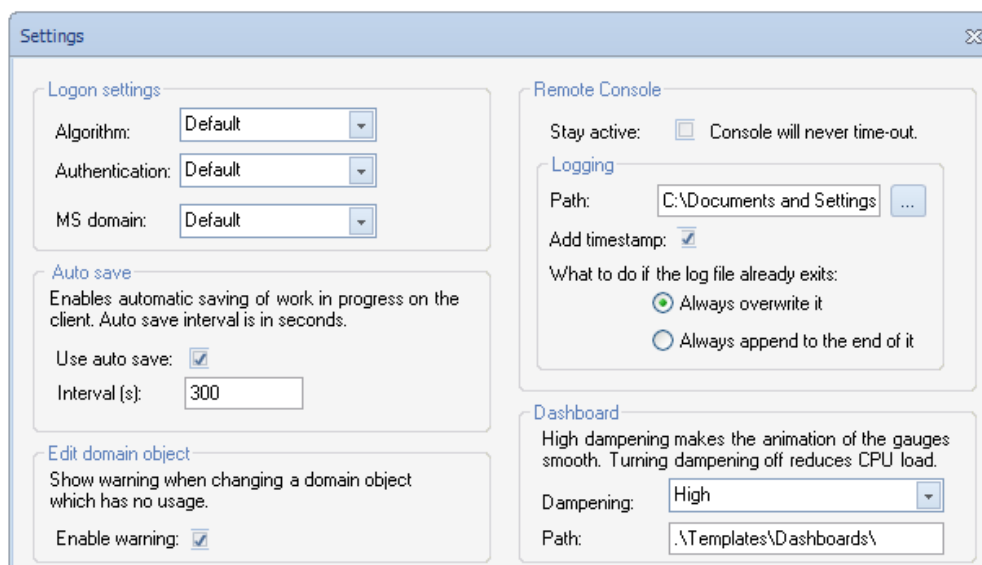 Settings
Logon settings
Algorithm: Default
Authentication: Default
MS domain: Default
Auto save
Enables automatic saving of work in progress on the
client. Auto save interval is in seconds.
Use auto save:
Interval (s): 300
Edit domain object
Show warning when changing a domain object
which has no usage.
Enable warning:
Remote Console
Stay active: Console will never time-out.
Logging
Path: C:\Documents and Settings ...
Add timestamp:
What to do if the log file already exits:
Always overwrite it
Always append to the end of it
Dashboard
High dampening makes the animation of the gauges
smooth. Turning dampening off reduces CPU load.
Dampening: High
Path: .\Templates\Dashboards\